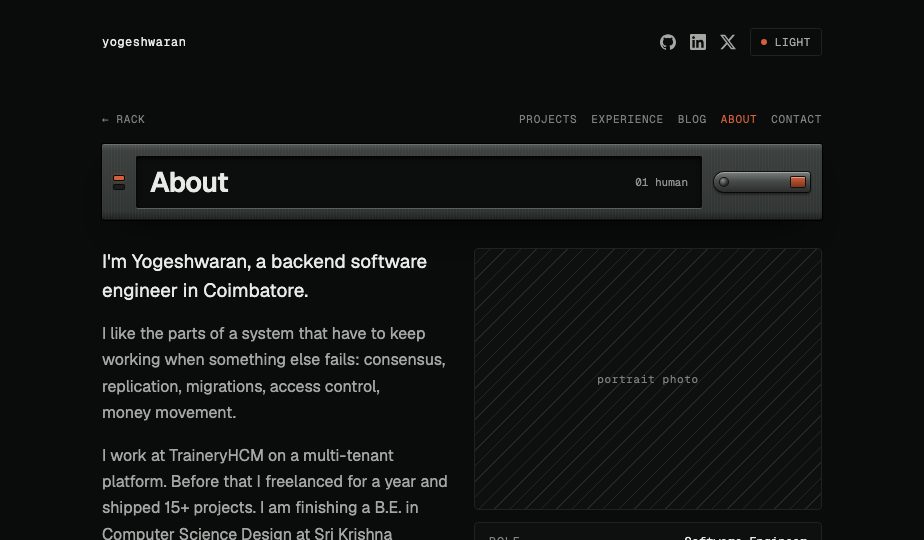 yogeshwaran
LIGHT
← RACK
PROJECTS EXPERIENCE BLOG ABOUT CONTACT
About
01 human
I'm Yogeshwaran, a backend software
engineer in Coimbatore.
I like the parts of a system that have to keep
working when something else fails: consensus,
replication, migrations, access control,
money movement.
I work at TraineryHCM on a multi-tenant
platform. Before that I freelanced for a year and
shipped 15+ projects. I am finishing a B.E. in
Computer Science Design at Sri Krishna
portrait photo
ROLE Software Engineer